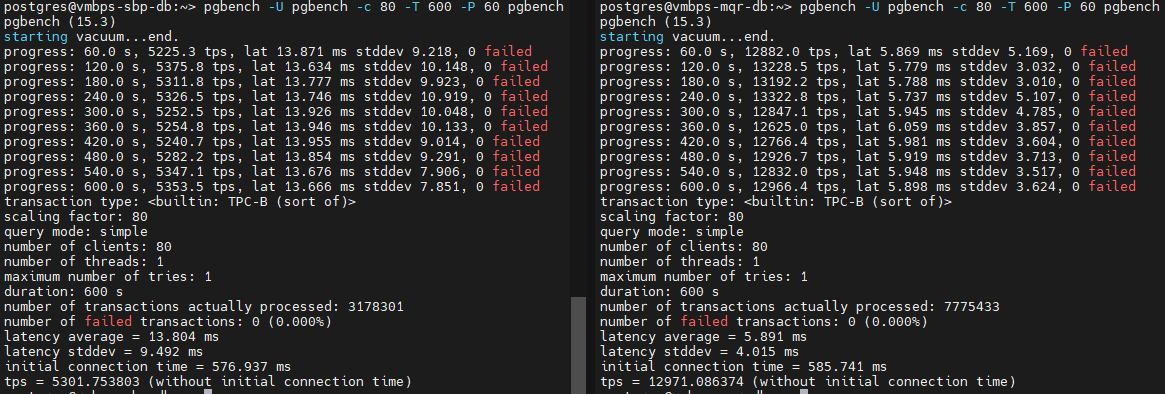 postgres@vmbps-sbp-db:~> pgbench -U pgbench -c 80 -T 600 -P 60 pgbench
pgbench (15.3)
starting vacuum...end.
progress: 60.0 s, 5225.3 tps, lat 13.871 ms stddev 9.218, 0 failed
progress: 120.0 s, 5375.8 tps, lat 13.634 ms stddev 10.148, 0 failed
progress: 180.0 s, 5311.8 tps, lat 13.777 ms stddev 9.923, 0 failed
progress: 240.0 s, 5326.5 tps, lat 13.746 ms stddev 10.919, 0 failed
progress: 300.0 s, 5252.5 tps, lat 13.926 ms stddev 10.048, 0 failed
progress: 360.0 s, 5254.8 tps, lat 13.946 ms stddev 10.133, 0 failed
progress: 420.0 s, 5240.7 tps, lat 13.955 ms stddev 9.014, 0 failed
progress: 480.0 s, 5282.2 tps, lat 13.854 ms stddev 9.291, 0 failed
progress: 540.0 s, 5347.1 tps, lat 13.676 ms stddev 7.906, 0 failed
progress: 600.0 s, 5353.5 tps, lat 13.666 ms stddev 7.851, 0 failed
transaction type: <builtin: TPC-B (sort of)>
scaling factor: 80
query mode: simple
number of clients: 80
number of threads: 1
maximum number of tries: 1
duration: 600 s
number of transactions actually processed: 3178301
number of failed transactions: 0 (0.000%)
latency average = 13.804 ms
latency stddev = 9.492 ms
initial connection time = 576.937 ms
tps = 5301.753803 (without initial connection time)
postgres@vmbps-mqr-db:~> pgbench -U pgbench -c 80 -T 600 -P 60 pgbench
pgbench (15.3)
starting vacuum...end.
progress: 60.0 s, 12882.0 tps, lat 5.869 ms stddev 5.169, 0 failed
progress: 120.0 s, 13228.5 tps, lat 5.779 ms stddev 3.032, 0 failed
progress: 180.0 s, 13192.2 tps, lat 5.788 ms stddev 3.010, 0 failed
progress: 240.0 s, 13322.8 tps, lat 5.737 ms stddev 5.107, 0 failed
progress: 300.0 s, 12847.1 tps, lat 5.945 ms stddev 4.785, 0 failed
progress: 360.0 s, 12625.0 tps, lat 6.059 ms stddev 3.857, 0 failed
progress: 420.0 s, 12766.4 tps, lat 5.981 ms stddev 3.604, 0 failed
progress: 480.0 s, 12926.7 tps, lat 5.919 ms stddev 3.713, 0 failed
progress: 540.0 s, 12832.0 tps, lat 5.948 ms stddev 3.517, 0 failed
progress: 600.0 s, 12966.4 tps, lat 5.898 ms stddev 3.624, 0 failed
transaction type: <builtin: TPC-B (sort of)>
scaling factor: 80
query mode: simple
number of clients: 80
number of threads: 1
maximum number of tries: 1
duration: 600 s
number of transactions actually processed: 7775433
number of failed transactions: 0 (0.000%)
latency average = 5.891 ms
latency stddev = 4.015 ms
initial connection time = 585.741 ms
tps = 12971.086374 (without initial connection time)